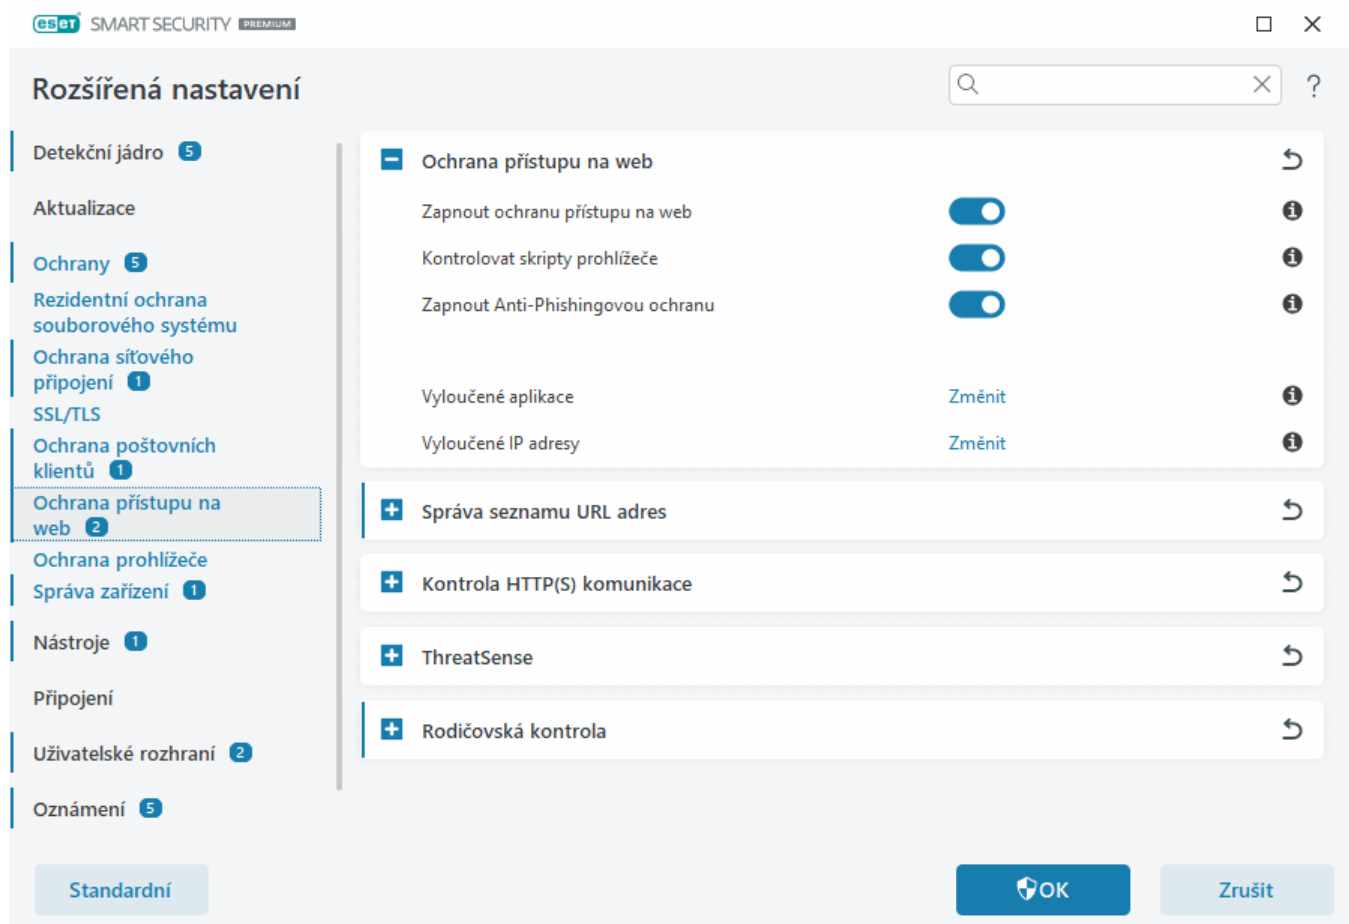 eset SMART SECURITY PREMIUM
Rozšířená nastavení
?
Detekční jádro 5
Aktualizace
Ochrany 5
Rezidentní ochrana
souborového systému
Ochrana síťového
připojení 1
SSL/TLS
Ochrana poštovních
klientů 1
Ochrana přístupu na
web 2
Ochrana prohlížeče
Správa zařízení 1
Nástroje 1
Připojení
Uživatelské rozhraní 2
Oznámení 5
Ochrana přístupu na web
Zapnout ochranu přístupu na web
Kontrolovat skripty prohlížeče
Zapnout Anti-Phishingovou ochranu
Vyloučené aplikace Změnit
Vyloučené IP adresy Změnit
Správa seznamu URL adres
Kontrola HTTP(S) komunikace
ThreatSense
Rodičovská kontrola
Standardní
OK
Zrušit